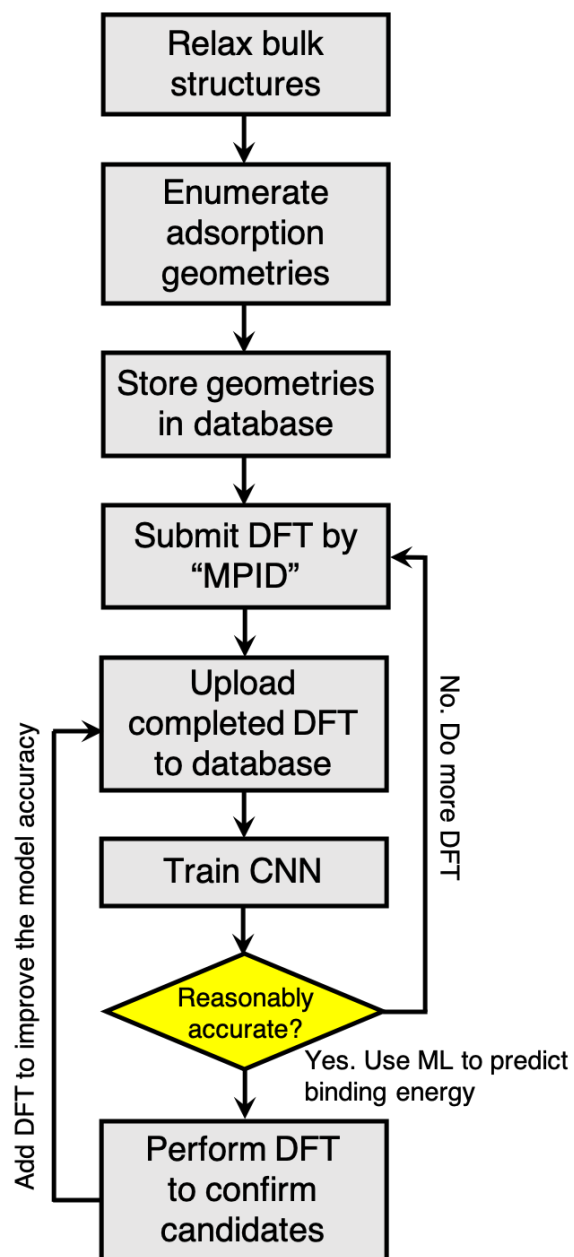 Relax bulk
structures
Enumerate
adsorption
geometries
Store geometries
in database
Submit DFT by
“MPID”
Upload
completed DFT
to database
Train CNN
Reasonably
accurate?
No. Do more DFT
Yes. Use ML to predict
binding energy
Perform DFT
to confirm
candidates
Add DFT to improve the model accuracy